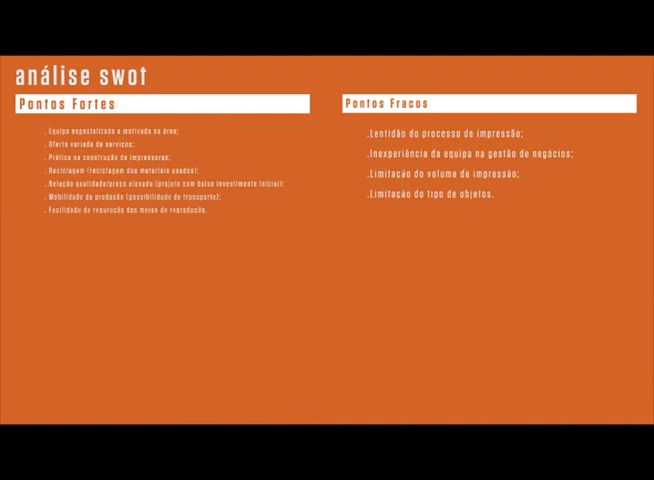 análise swot
Pontos Fortes
. Equipa especializada e motivada na área;
. Oferta variada de serviços;
. Prática na construção de impressoras;
. Reciclagem (reciclagem dos materiais usados);
. Relação qualidade/preço elevada (projeto com baixo investimento inicial);
. Mobilidade da produção (possibilidade de transporte);
. Facilidade de reparação dos meios de reprodução.
Pontos Fracos
.Lentidão do processo de impressão;
.Inexperiência da equipa na gestão de negócios;
.Limitação do volume de impressão;
.Limitação do tipo de objetos.